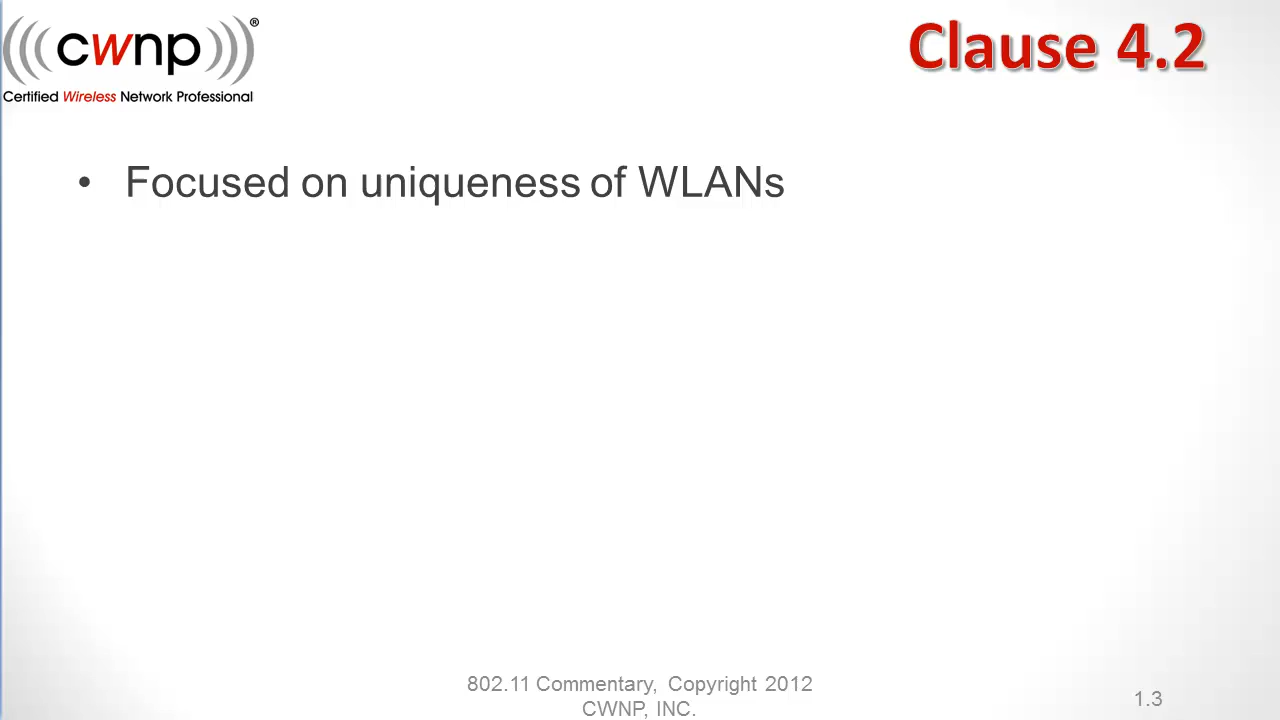 cwnp®
Certified Wireless Network Professional
Clause 4.2
• Focused on uniqueness of WLANs
802.11 Commentary, Copyright 2012
CWNP, INC.
1.3